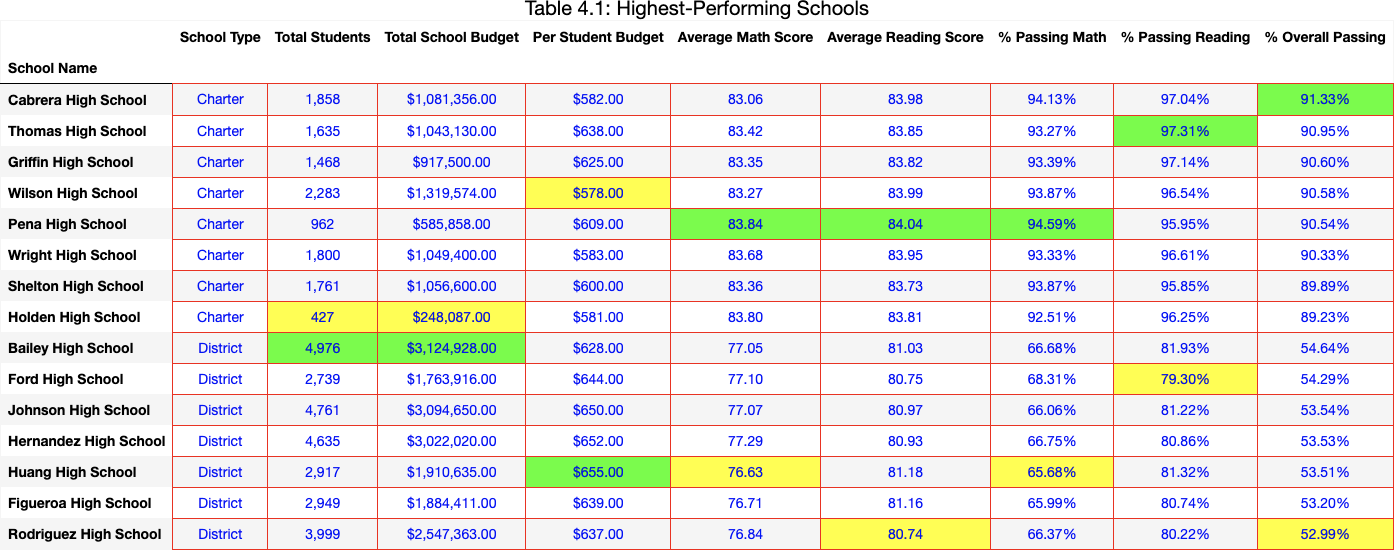 Table 4.1: Highest-Performing Schools
School Type Total Students Total School Budget Per Student Budget Average Math Score Average Reading Score % Passing Math % Passing Reading % Overall Passing
School Name
Cabrera High School Charter 1,858 $1,081,356.00 $582.00 83.06 83.98 94.13% 97.04% 91.33%
Thomas High School Charter 1,635 $1,043,130.00 $638.00 83.42 83.85 93.27% 97.31% 90.95%
Griffin High School Charter 1,468 $917,500.00 $625.00 83.35 83.82 93.39% 97.14% 90.60%
Wilson High School Charter 2,283 $1,319,574.00 $578.00 83.27 83.99 93.87% 96.54% 90.58%
Pena High School Charter 962 $585,858.00 $609.00 83.84 84.04 94.59% 95.95% 90.54%
Wright High School Charter 1,800 $1,049,400.00 $583.00 83.68 83.95 93.33% 96.61% 90.33%
Shelton High School Charter 1,761 $1,056,600.00 $600.00 83.36 83.73 93.87% 95.85% 89.89%
Holden High School Charter 427 $248,087.00 $581.00 83.80 83.81 92.51% 96.25% 89.23%
Bailey High School District 4,976 $3,124,928.00 $628.00 77.05 81.03 66.68% 81.93% 54.64%
Ford High School District 2,739 $1,763,916.00 $644.00 77.10 80.75 68.31% 79.30% 54.29%
Johnson High School District 4,761 $3,094,650.00 $650.00 77.07 80.97 66.06% 81.22% 53.54%
Hernandez High School District 4,635 $3,022,020.00 $652.00 77.29 80.93 66.75% 80.86% 53.53%
Huang High School District 2,917 $1,910,635.00 $655.00 76.63 81.18 65.68% 81.32% 53.51%
Figueroa High School District 2,949 $1,884,411.00 $639.00 76.71 81.16 65.99% 80.74% 53.20%
Rodriguez High School District 3,999 $2,547,363.00 $637.00 76.84 80.74 66.37% 80.22% 52.99%